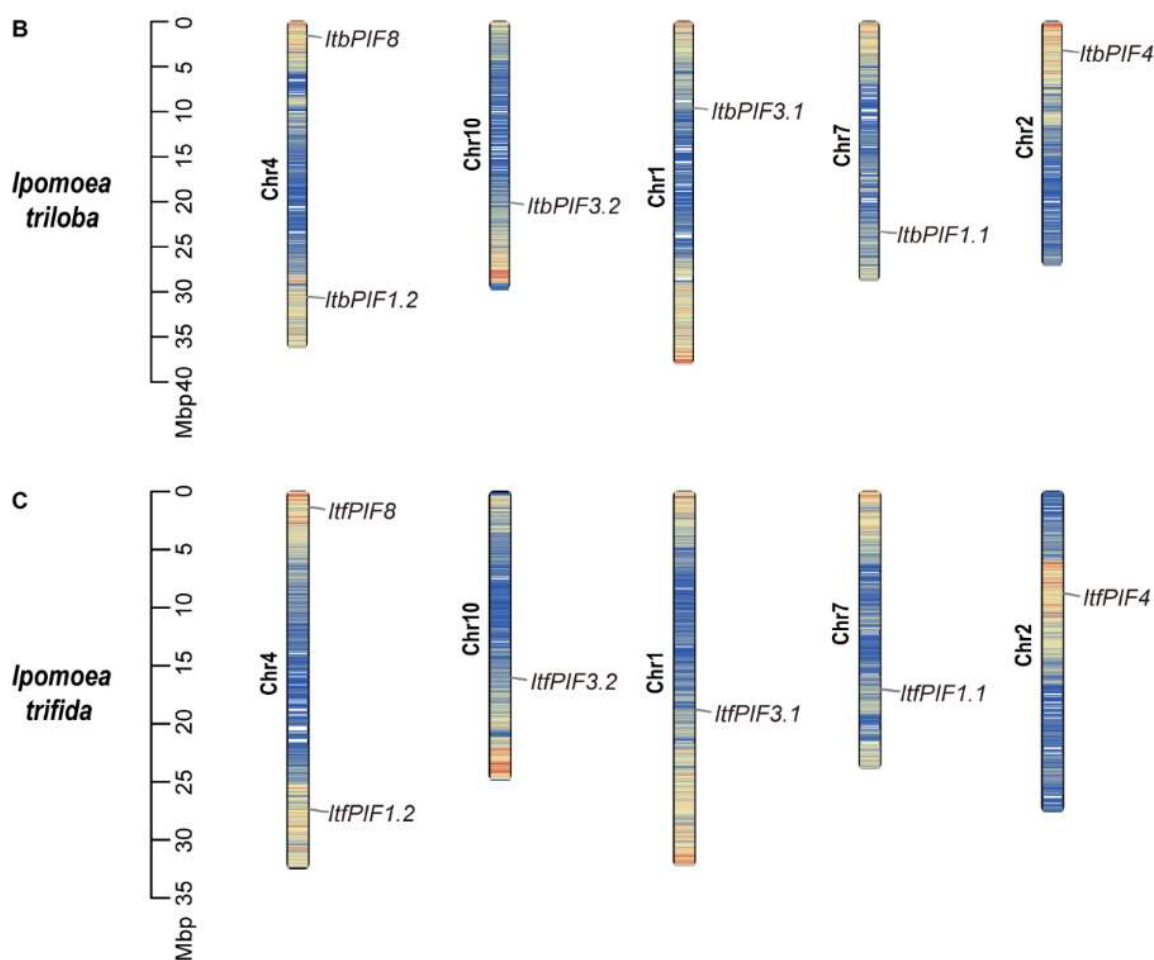 B
Ipomoea
triloba
0
5
10
15
20
25
30
35
Mbp40
Chr4
ItbPIF8
ItbPIF1.2
Chr10
ItbPIF3.2
Chr1
ItbPIF3.1
Chr7
ItbPIF1.1
Chr2
ItbPIF4
C
Ipomoea
trifida
0
5
10
15
20
25
30
35
Mbp
Chr4
ItfPIF8
ItfPIF1.2
Chr10
ItfPIF3.2
Chr1
ItfPIF3.1
Chr7
ItfPIF1.1
Chr2
ItfPIF4